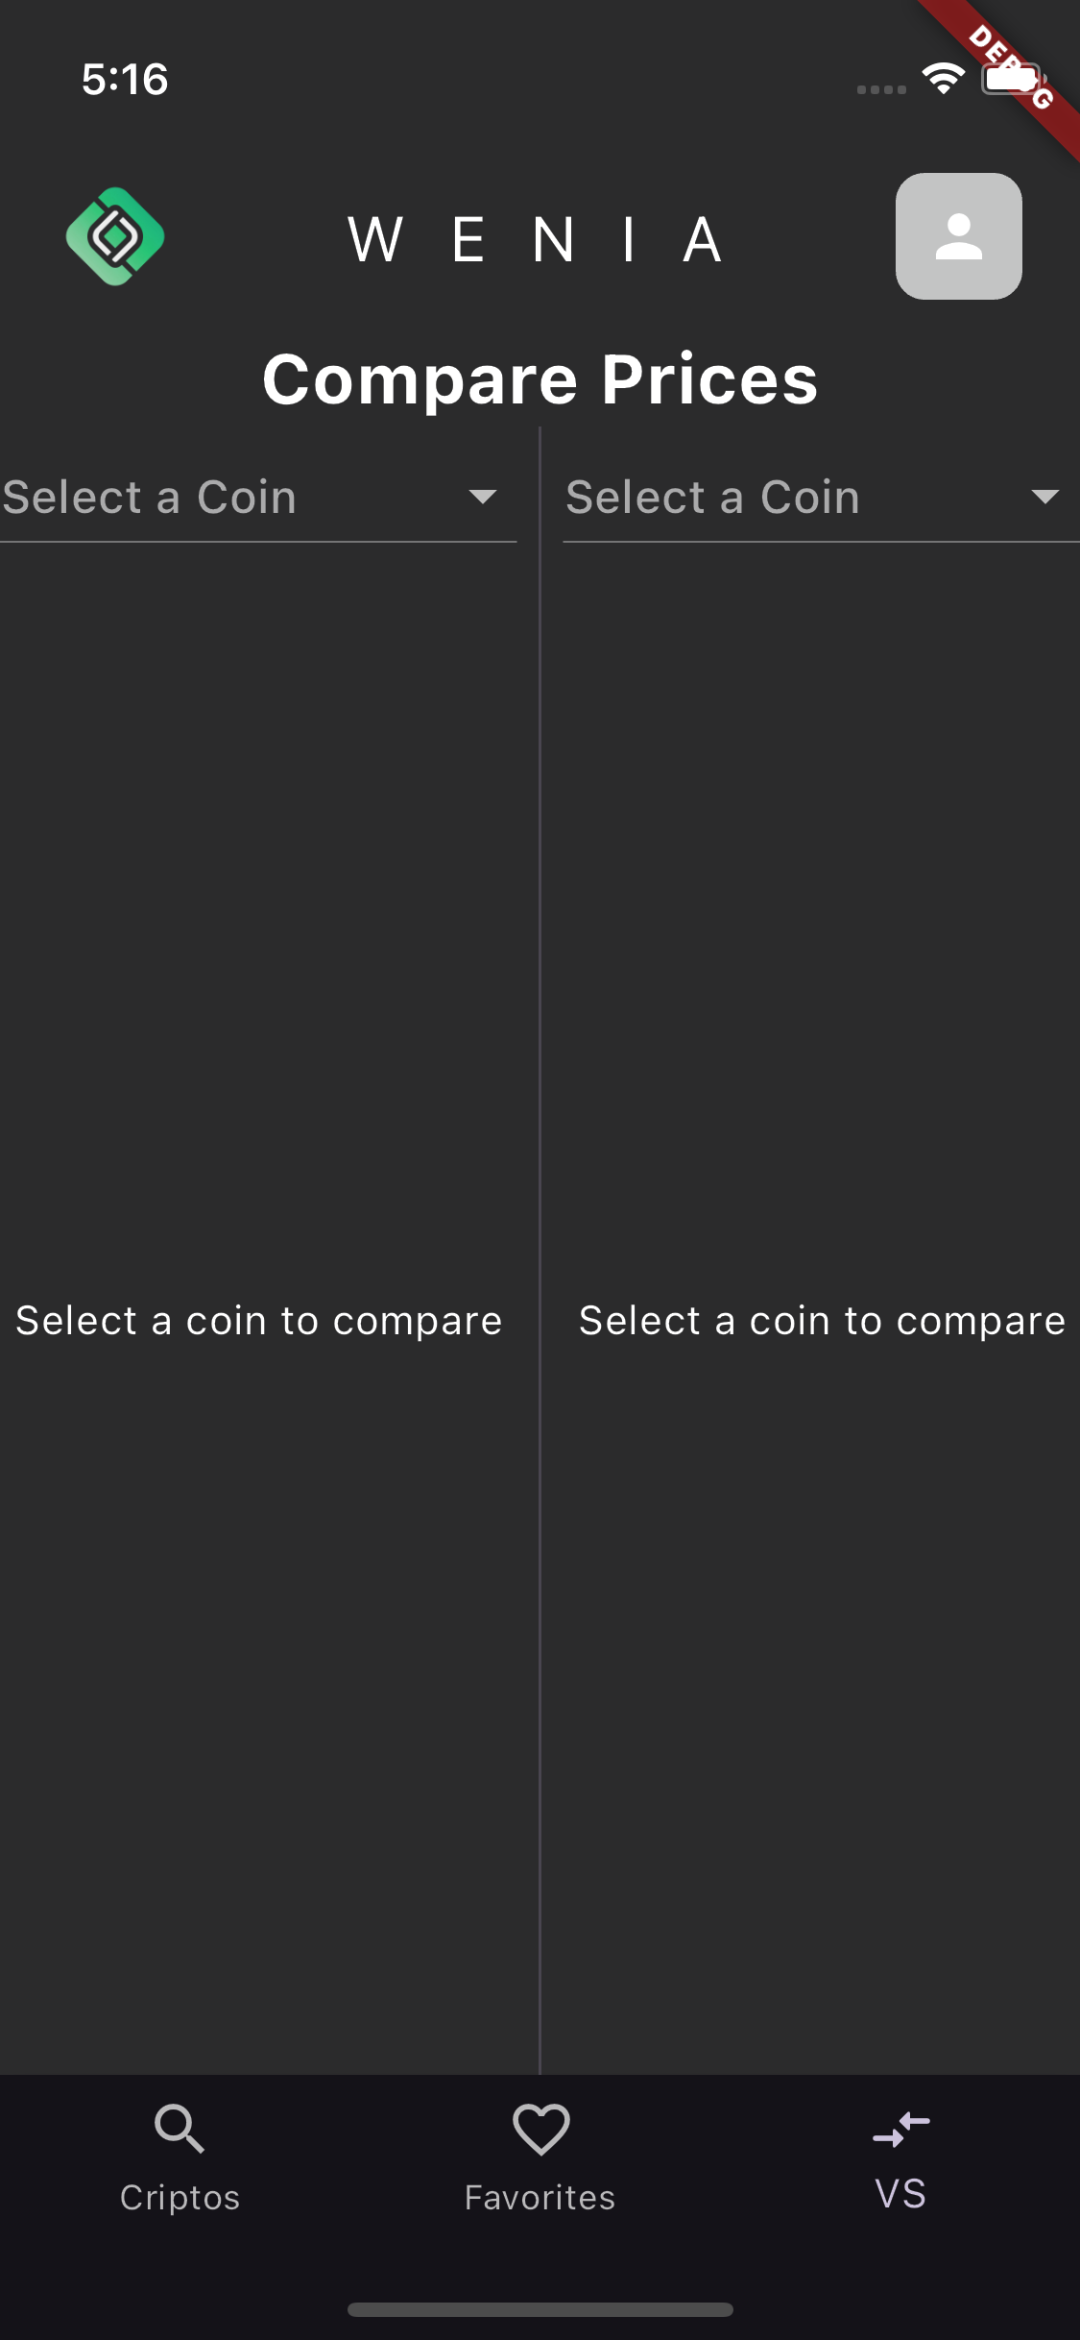 5:16
DEBUG
W E N I A
Compare Prices
Select a Coin
Select a Coin
Select a coin to compare
Select a coin to compare
Criptos
Favorites
VS